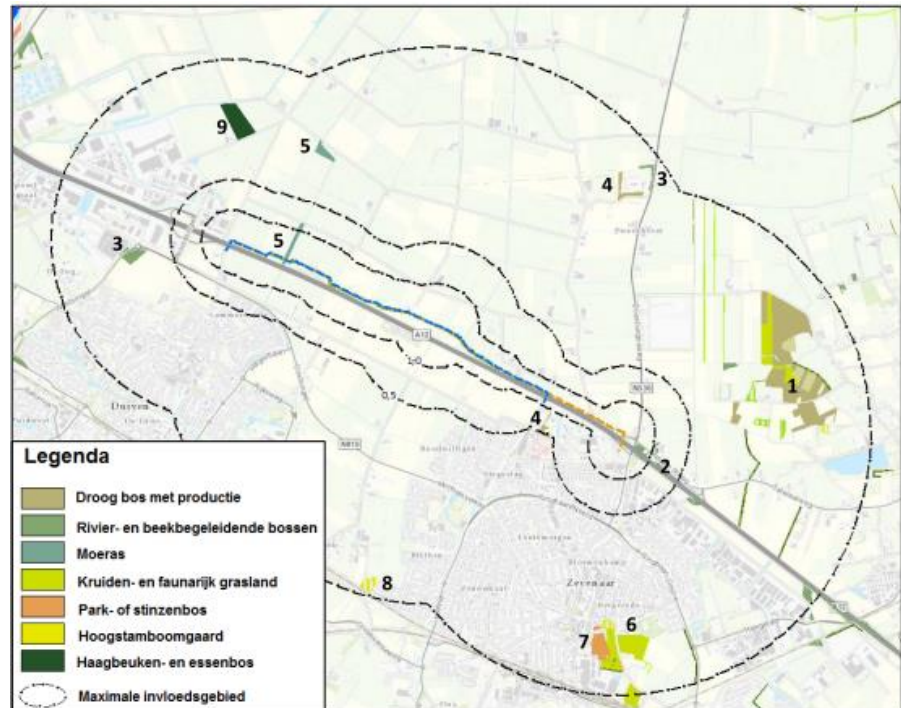 9
5
4
3
3
5
A12
1,0
0,5
N336
1
4
2
Duiven
N810
Zevenaar
8
6
7
Legenda
Droog bos met productie
Rivier- en beekbegeleidende bossen
Moeras
Kruiden- en faunarijk grasland
Park- of stinzenbos
Hoogstamboomgaard
Haagbeuken- en essenbos
Maximale invloedsgebied